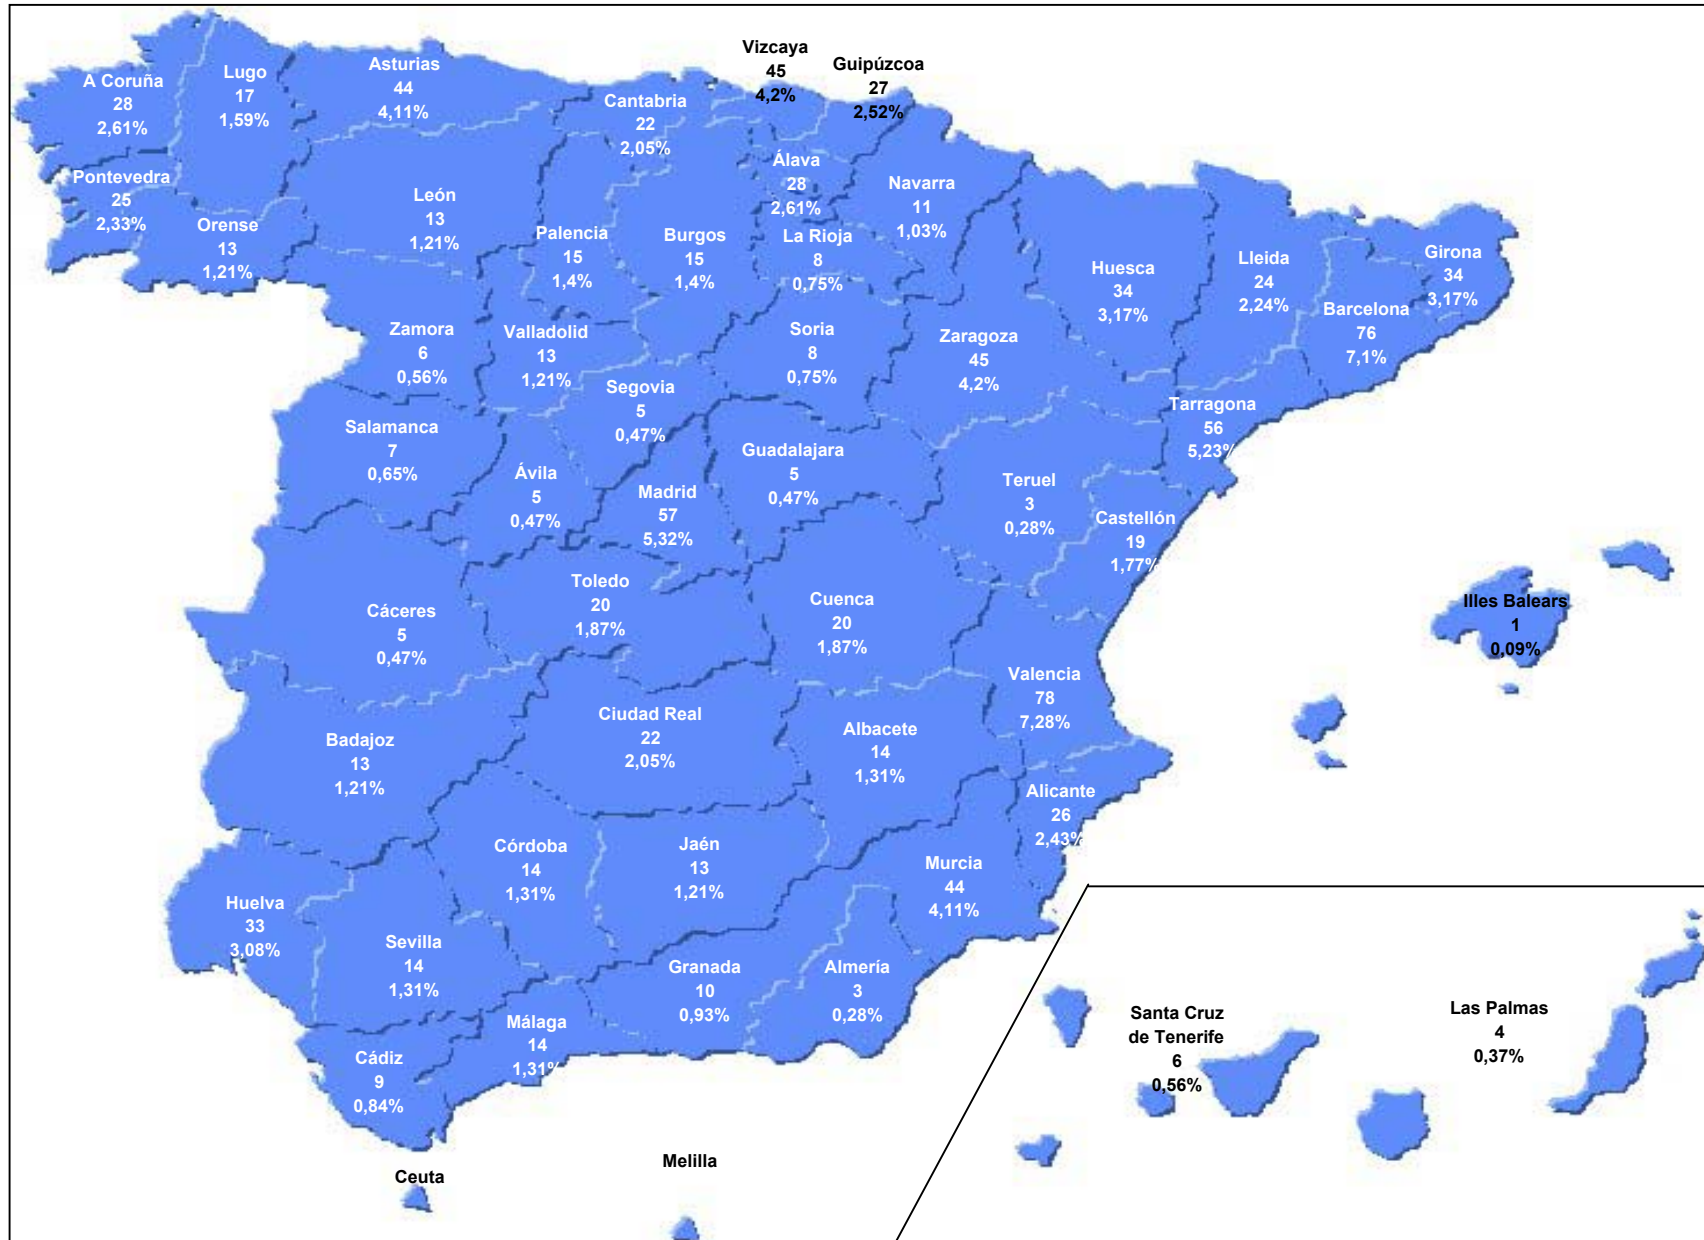 Vizcaya
45
4,2%
Guipúzcoa
27
2,52%
A Coruña
28
2,61%
Lugo
17
1,59%
Asturias
44
4,11%
Cantabria
22
2,05%
Álava
28
2,61%
Navarra
11
1,03%
Pontevedra
25
2,33%
Orense
13
1,21%
León
13
1,21%
Palencia
15
1,4%
Burgos
15
1,4%
La Rioja
8
0,75%
Huesca
34
3,17%
Lleida
24
2,24%
Girona
34
3,17%
Barcelona
76
7,1%
Zamora
6
0,56%
Valladolid
13
1,21%
Soria
8
0,75%
Zaragoza
45
4,2%
Segovia
5
0,47%
Tarragona
56
5,23%
Salamanca
7
0,65%
Ávila
5
0,47%
Madrid
57
5,32%
Guadalajara
5
0,47%
Teruel
3
0,28%
Castellón
19
1,77%
Toledo
20
1,87%
Cuenca
20
1,87%
Cáceres
5
0,47%
Illes Balears
1
0,09%
Valencia
78
7,28%
Ciudad Real
22
2,05%
Albacete
14
1,31%
Badajoz
13
1,21%
Alicante
26
2,43%
Córdoba
14
1,31%
Jaén
13
1,21%
Murcia
44
4,11%
Huelva
33
3,08%
Sevilla
14
1,31%
Granada
10
0,93%
Almería
3
0,28%
Málaga
14
1,31%
Cádiz
9
0,84%
Santa Cruz
de Tenerife
6
0,56%
Las Palmas
4
0,37%
Ceuta
Melilla